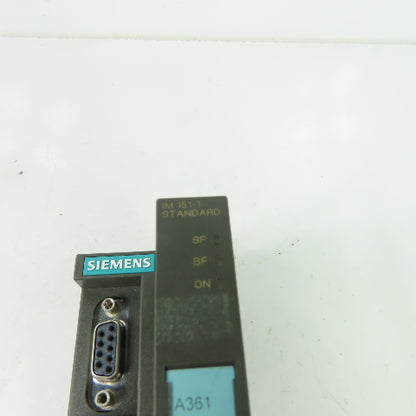 IM 151-1
STANDARD
SF
BF
ON
SIEMENS
A361